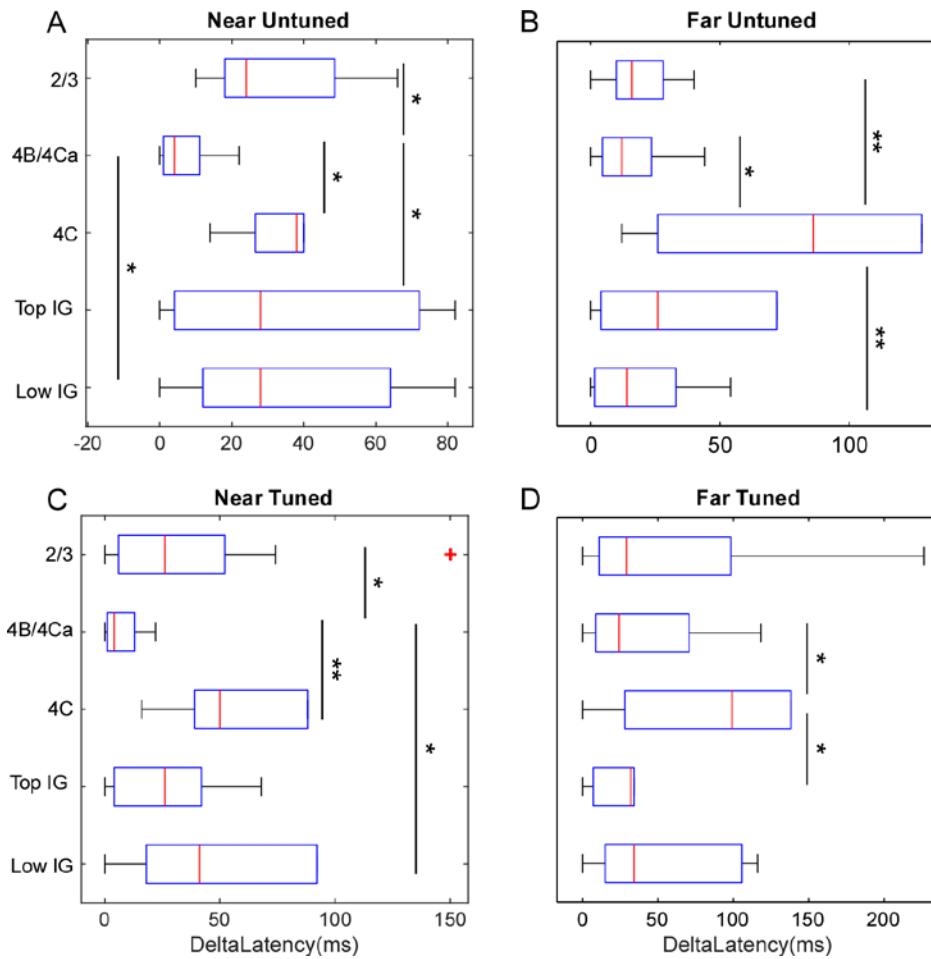 A Near Untuned
B Far Untuned
2/3
4B/4Ca
4C
Top IG
Low IG
*
*
*
*
**
*
**
-20 0 20 40 60 80
0 50 100
C Near Tuned
D Far Tuned
2/3
4B/4Ca
4C
Top IG
Low IG
*
**
*
*
*
0 50 100 150
0 50 100 150 200
DeltaLatency(ms)
DeltaLatency(ms)